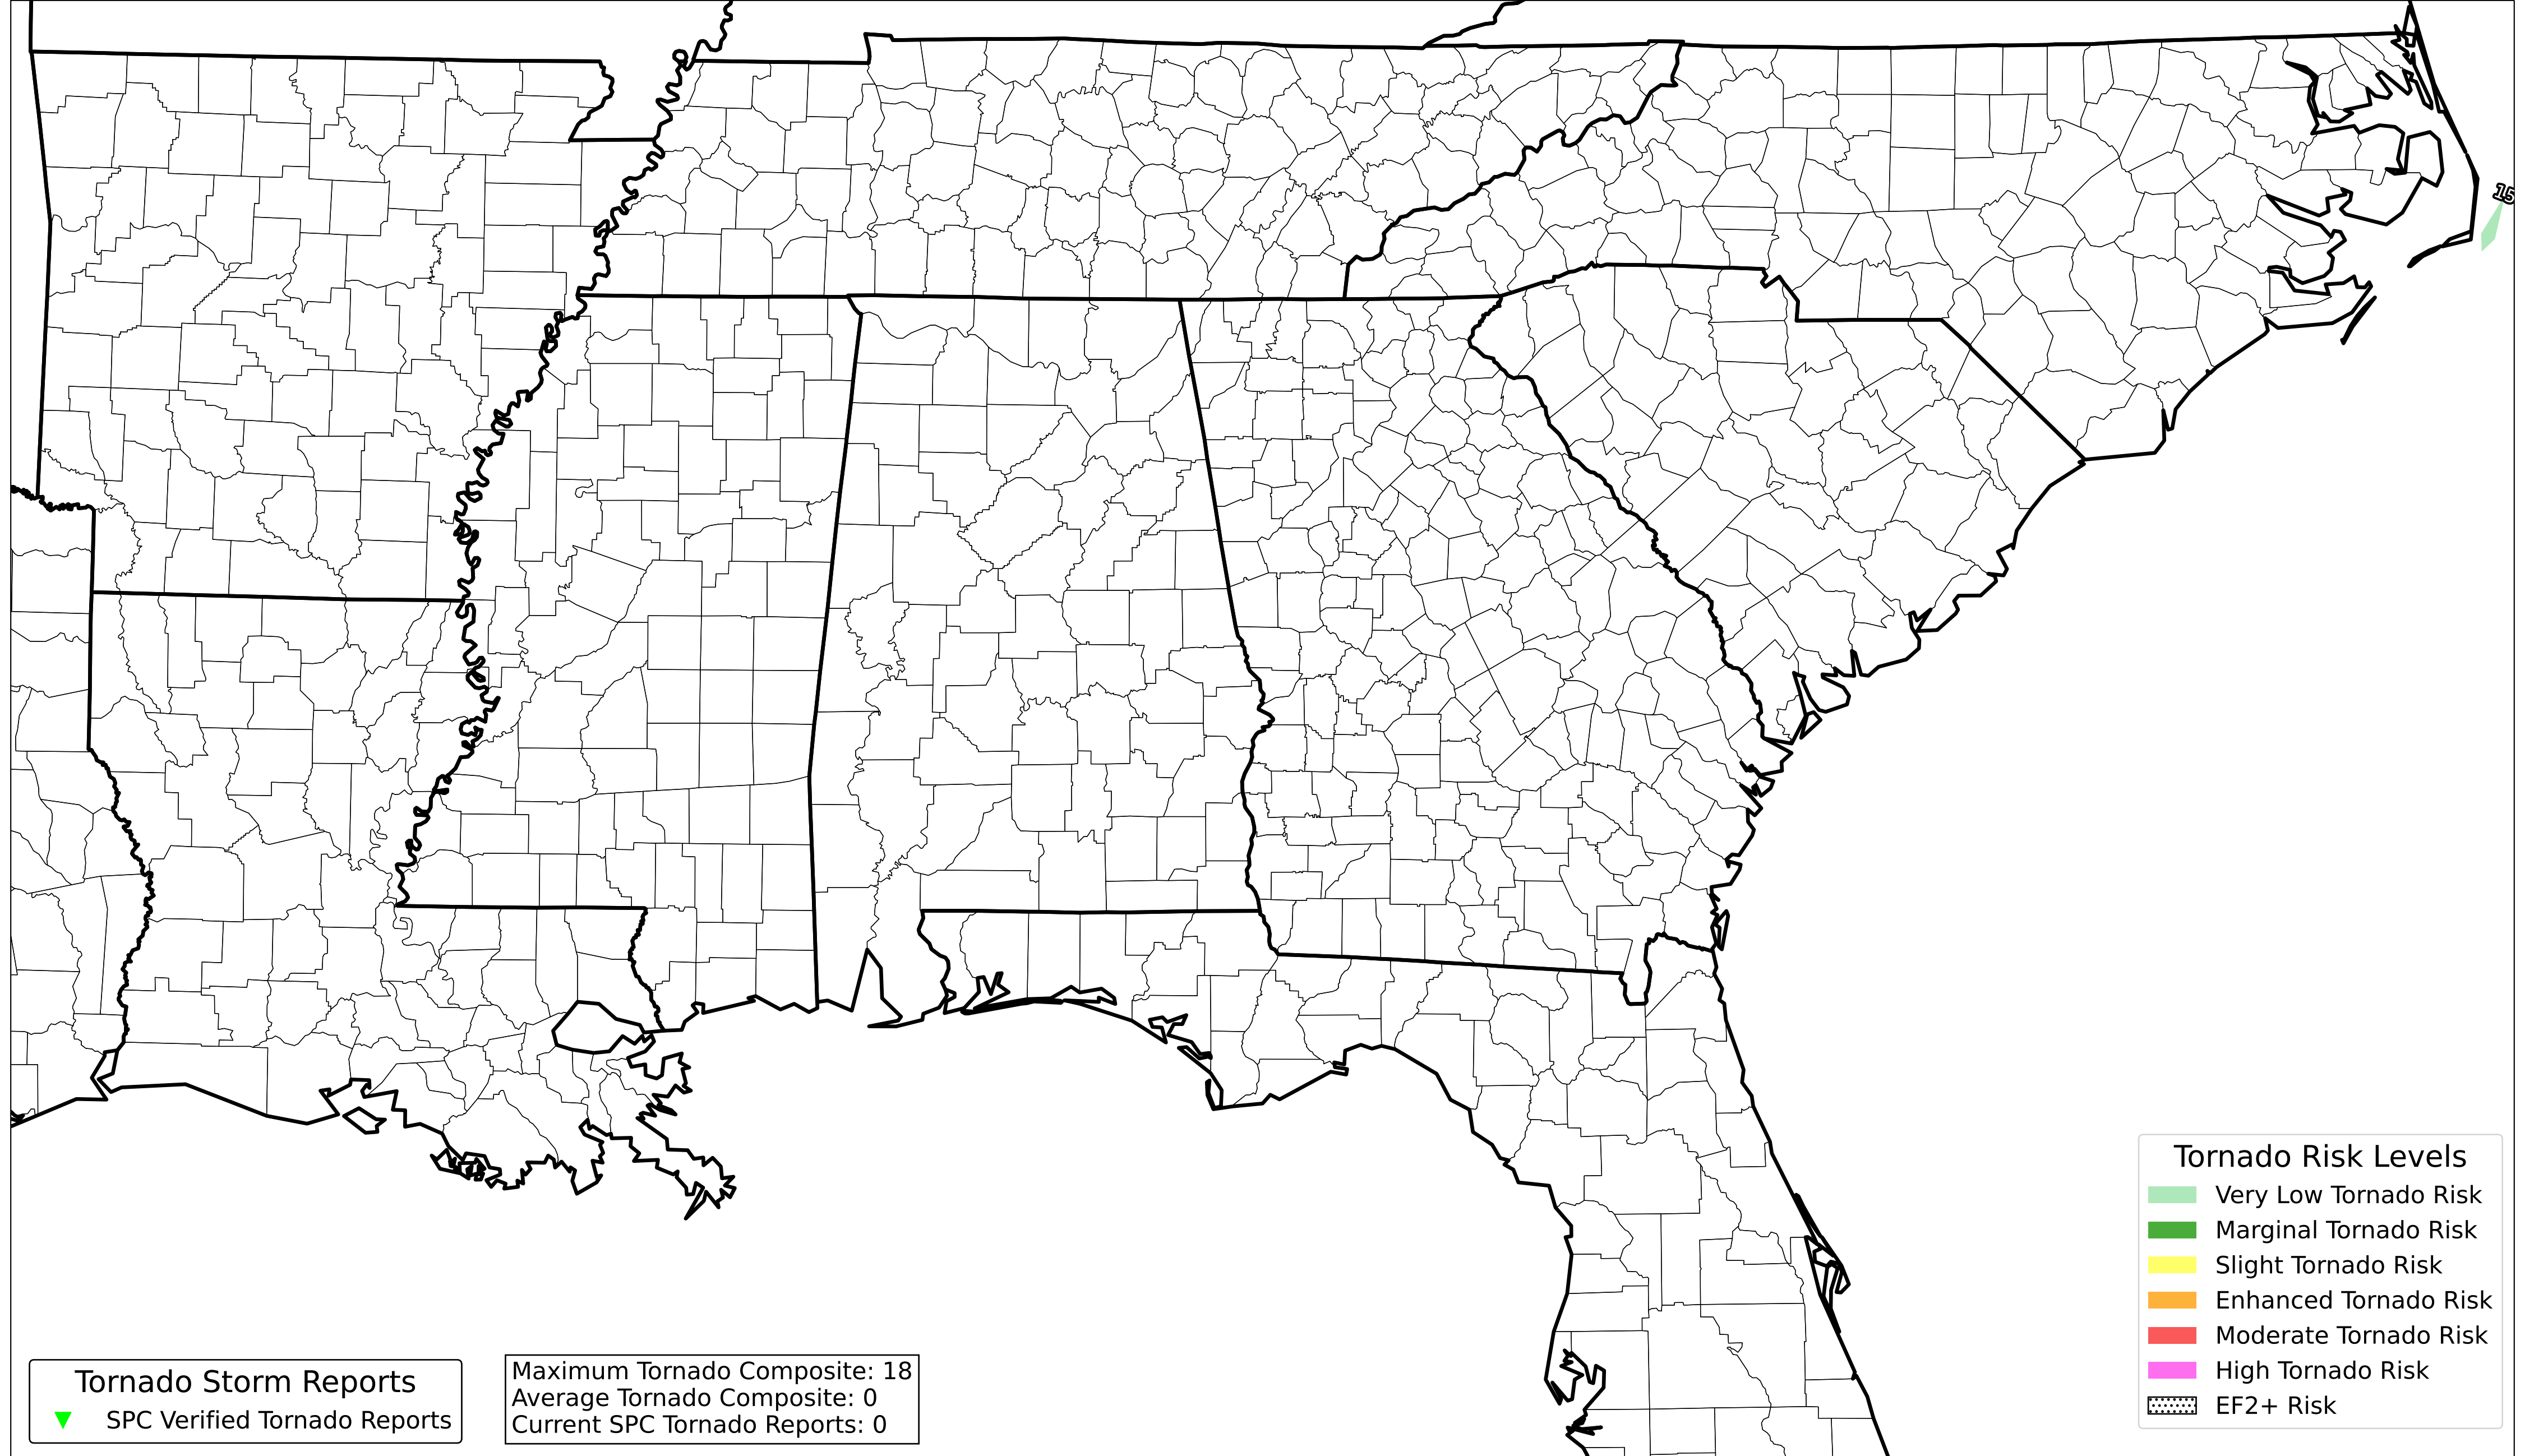 15
Tornado Risk Levels
Very Low Tornado Risk
Marginal Tornado Risk
Slight Tornado Risk
Enhanced Tornado Risk
Moderate Tornado Risk
High Tornado Risk
EF2+ Risk
Tornado Storm Reports
SPC Verified Tornado Reports
Maximum Tornado Composite: 18
Average Tornado Composite: 0
Current SPC Tornado Reports: 0